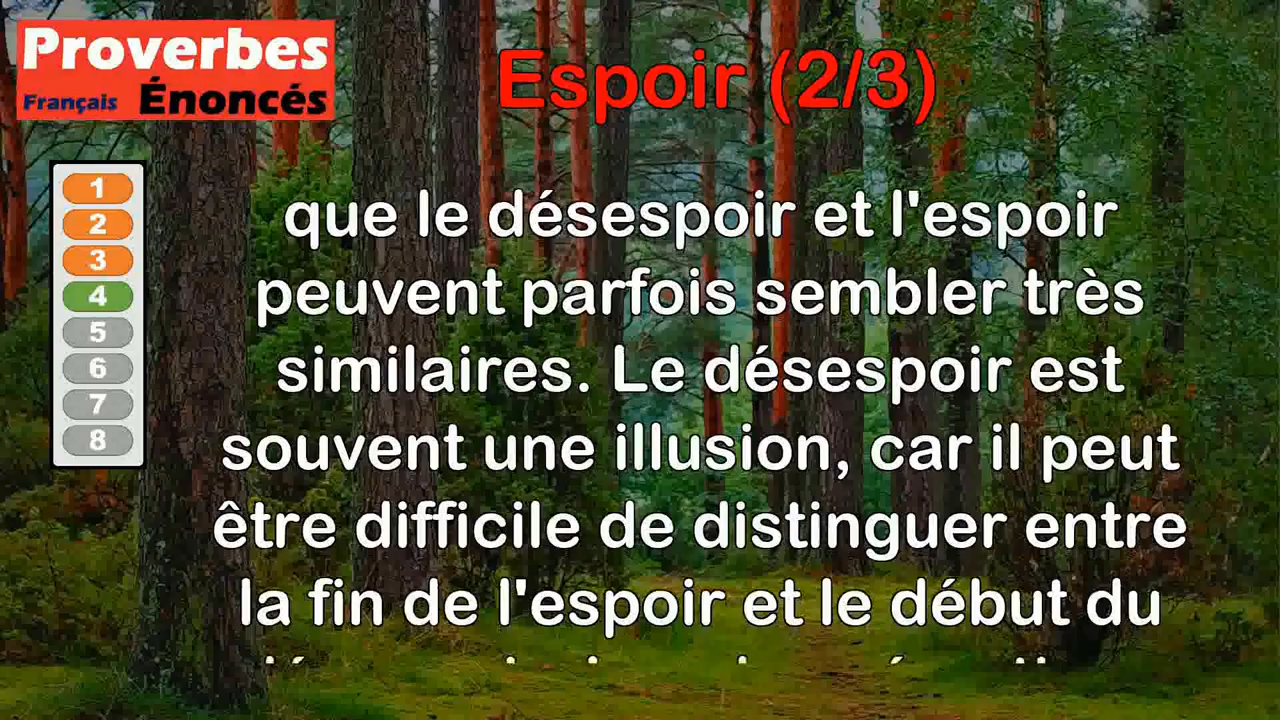 Proverbes
Français Énoncés
Espoir (2/3)
1
2
3
4
5
6
7
8
que le désespoir et l'espoir
peuvent parfois sembler très
similaires. Le désespoir est
souvent une illusion, car il peut
être difficile de distinguer entre
la fin de l'espoir et le début du